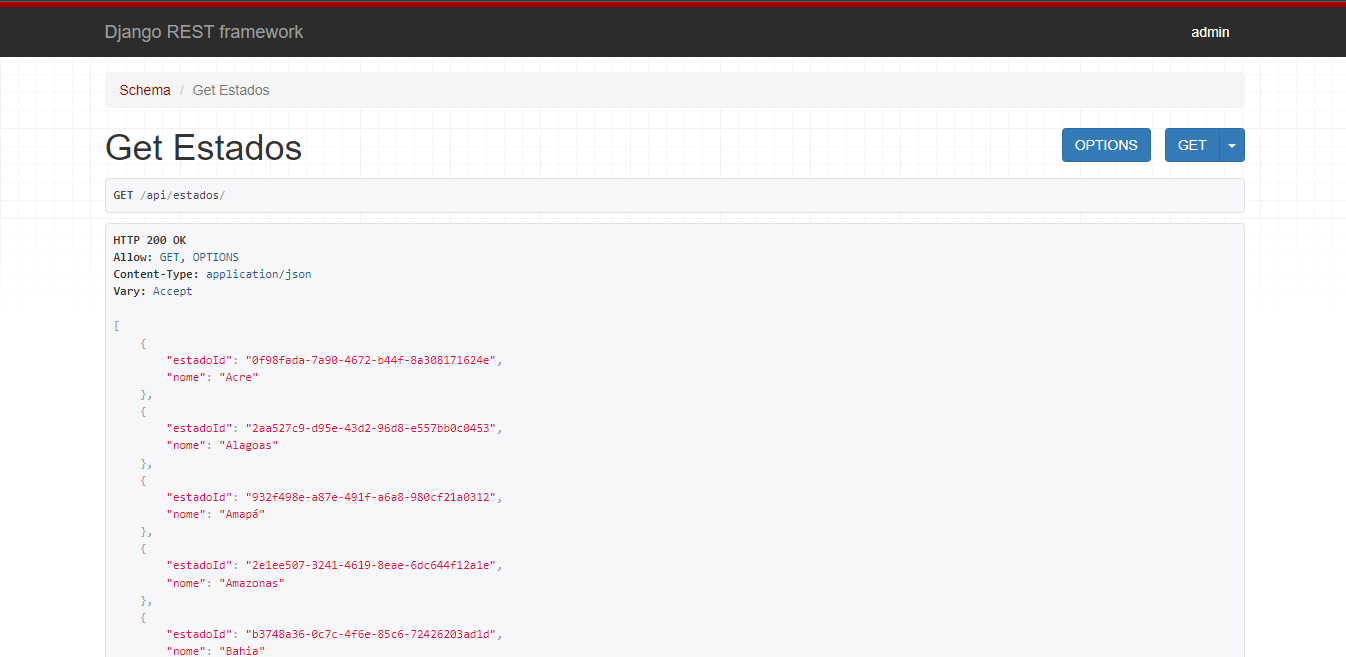 Django REST framework
admin
Schema / Get Estados
Get Estados
OPTIONS
GET
GET /api/estados/
HTTP 200 OK
Allow: GET, OPTIONS
Content-Type: application/json
Vary: Accept
[
    {
        "estadoId": "0f98fada-7a90-4672-b44f-8a308171624e",
        "nome": "Acre"
    },
    {
        "estadoId": "2aa527c9-d95e-43d2-96d8-e557bb0c0453",
        "nome": "Alagoas"
    },
    {
        "estadoId": "932f498e-a87e-491f-a6a8-980cf21a0312",
        "nome": "Amapá"
    },
    {
        "estadoId": "2e1ee507-3241-4619-8eae-6dc644f12a1e",
        "nome": "Amazonas"
    },
    {
        "estadoId": "b3748a36-0c7c-4f6e-85c6-72426203ad1d",
        "nome": "Bahia"